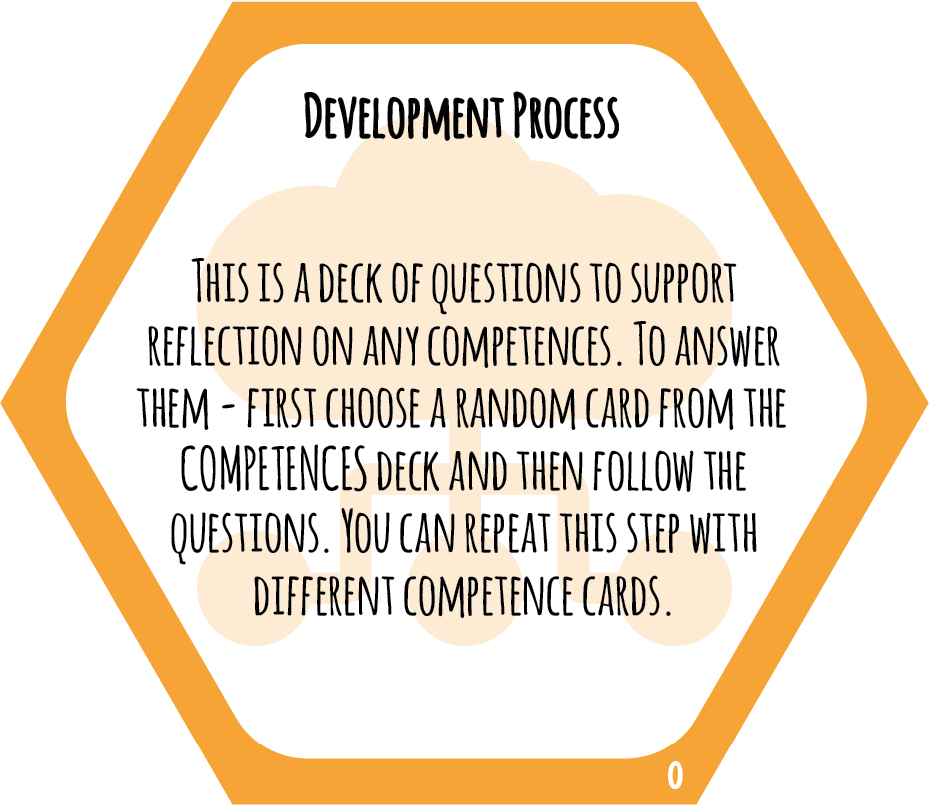 Development Process
This is a deck of questions to support
reflection on any competences. To answer
them - first choose a random card from the
COMPETENCES deck and then follow the
questions. You can repeat this step with
different competence cards.
0